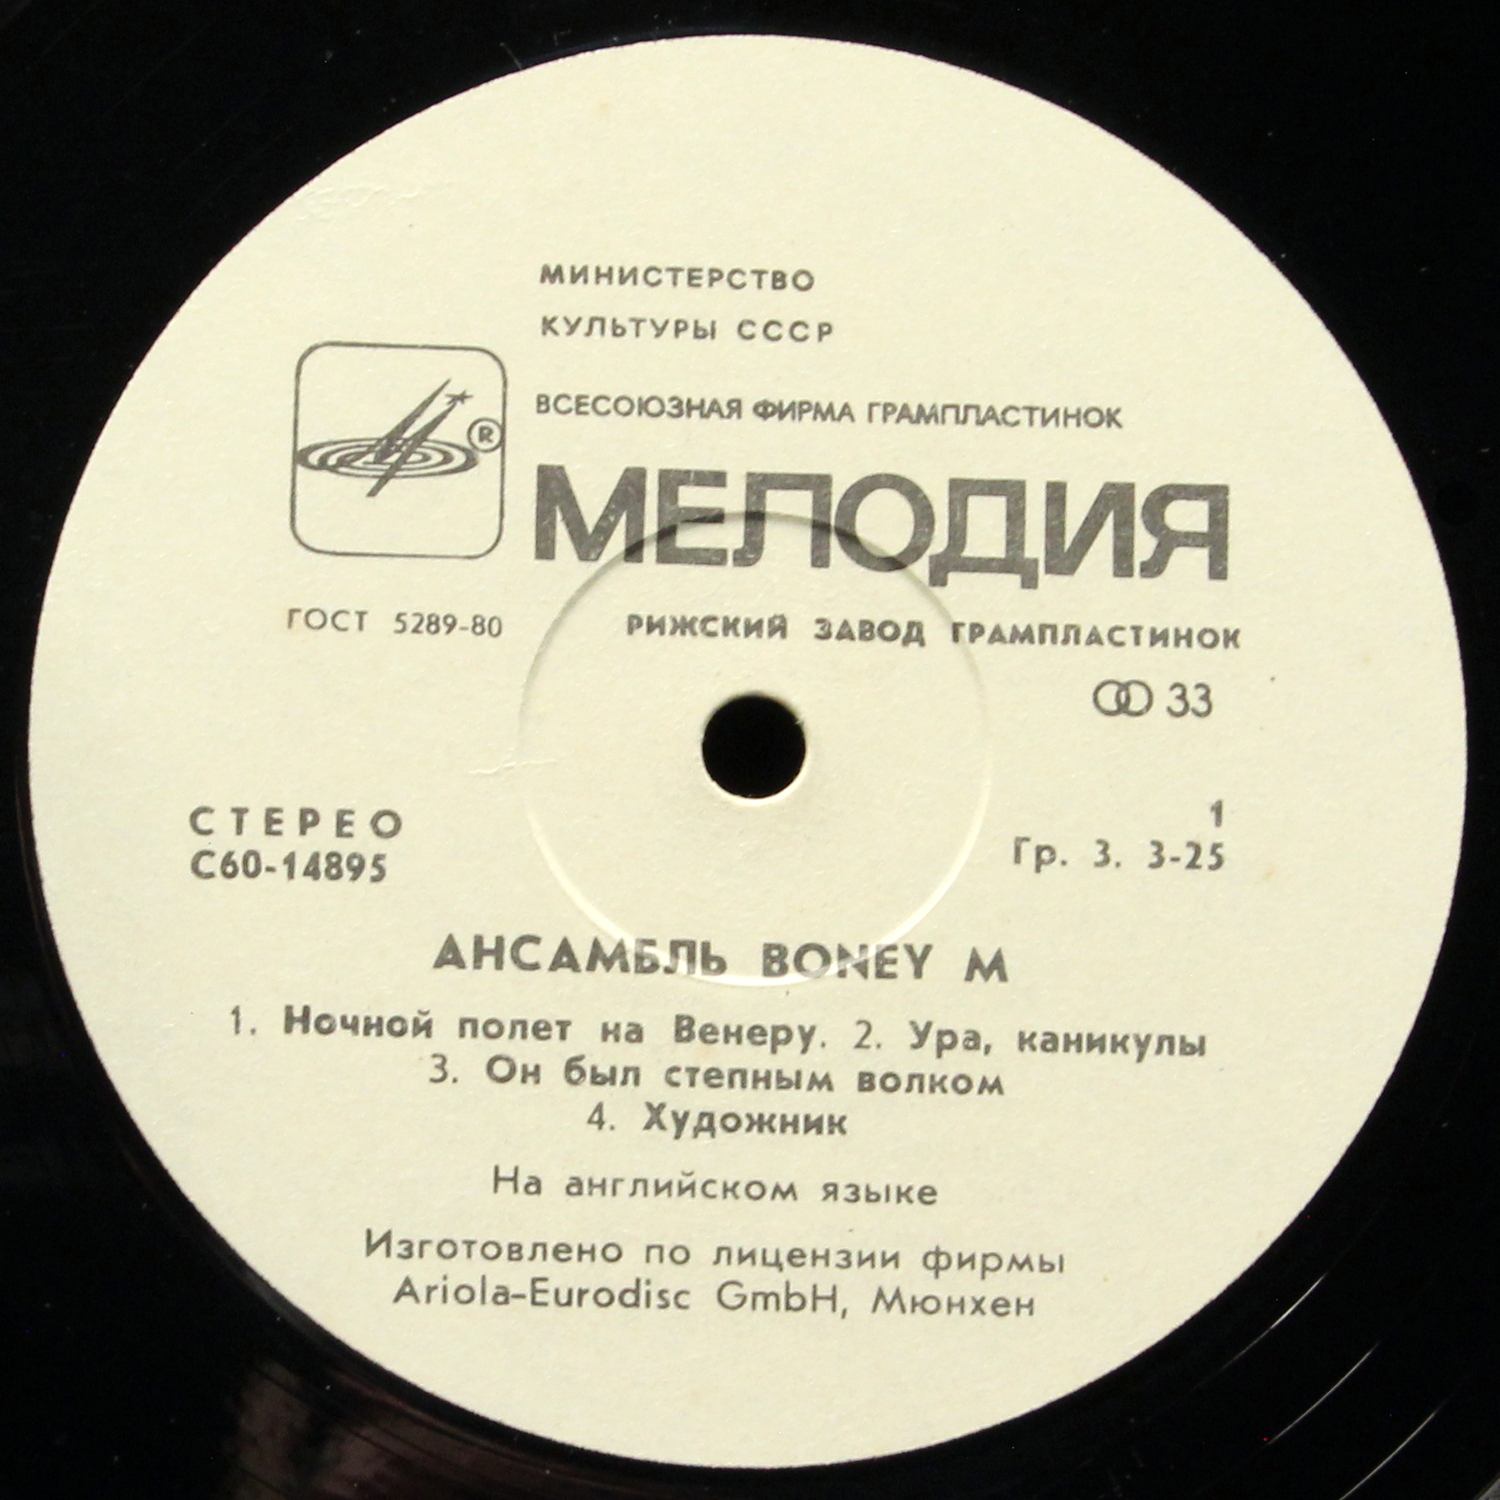 МИНИСТЕРСТВО
КУЛЬТУРЫ СССР
ВСЕСОЮЗНАЯ ФИРМА ГРАМПЛАСТИНОК
®
МЕЛОДИЯ
ГОСТ 5289-80 РИЖСКИЙ ЗАВОД ГРАМПЛАСТИНОК
33
СТЕРЕО 1
С60-14895 Гр. 3. 3-25
АНСАМБЛЬ BONEY M
1. Ночной полет на Венеру. 2. Ура, каникулы
3. Он был степным волком
4. Художник
На английском языке
Изготовлено по лицензии фирмы
Ariola-Eurodisc GmbH, Мюнхен